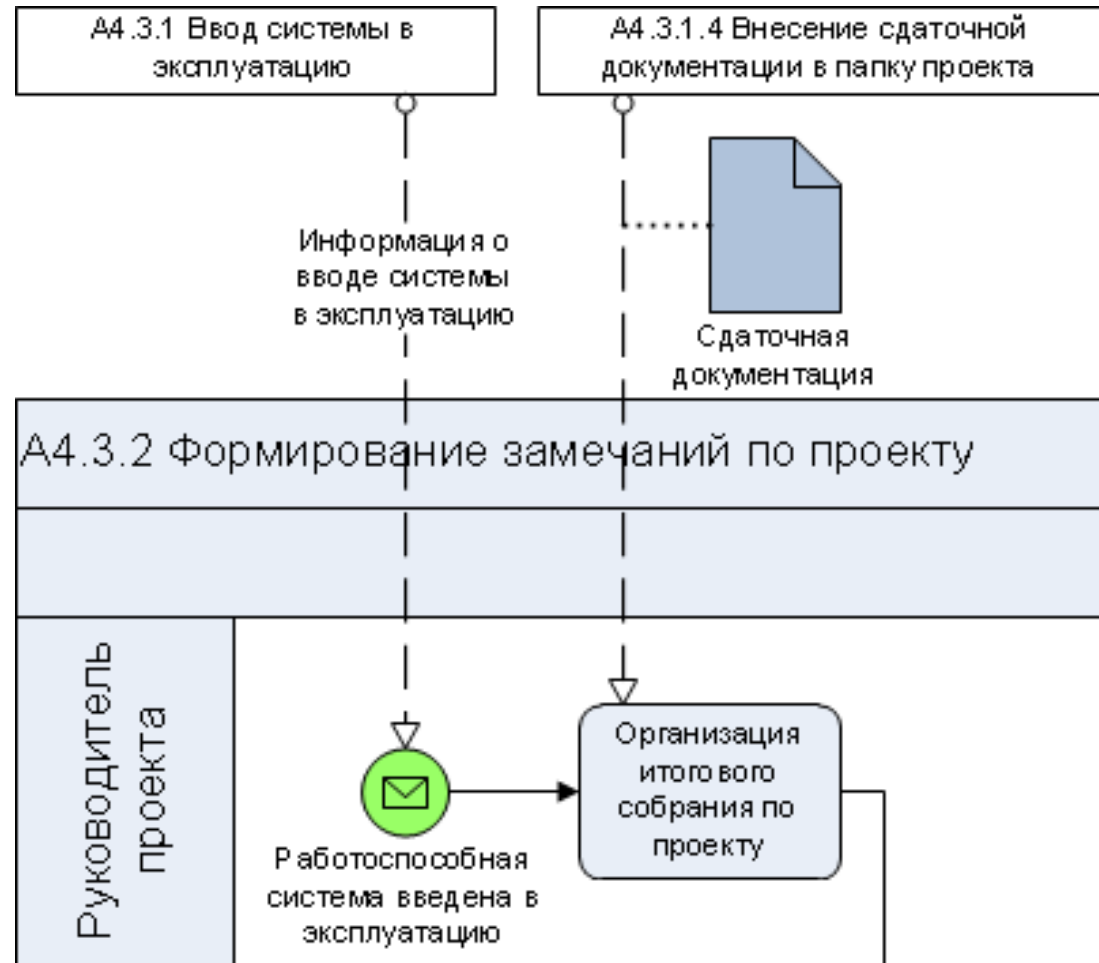 А4.3.1 Ввод системы в
эксплуатацию
А4.3.1.4 Внесение сдаточной
документации в папку проекта
Информация о
вводе системы
в эксплуатацию
Сдаточная
документация
А4.3.2 Формирование замечаний по проекту
Руководитель
проекта
Организация
итогового
собрания по
проекту
Работоспособная
система введена в
эксплуатацию